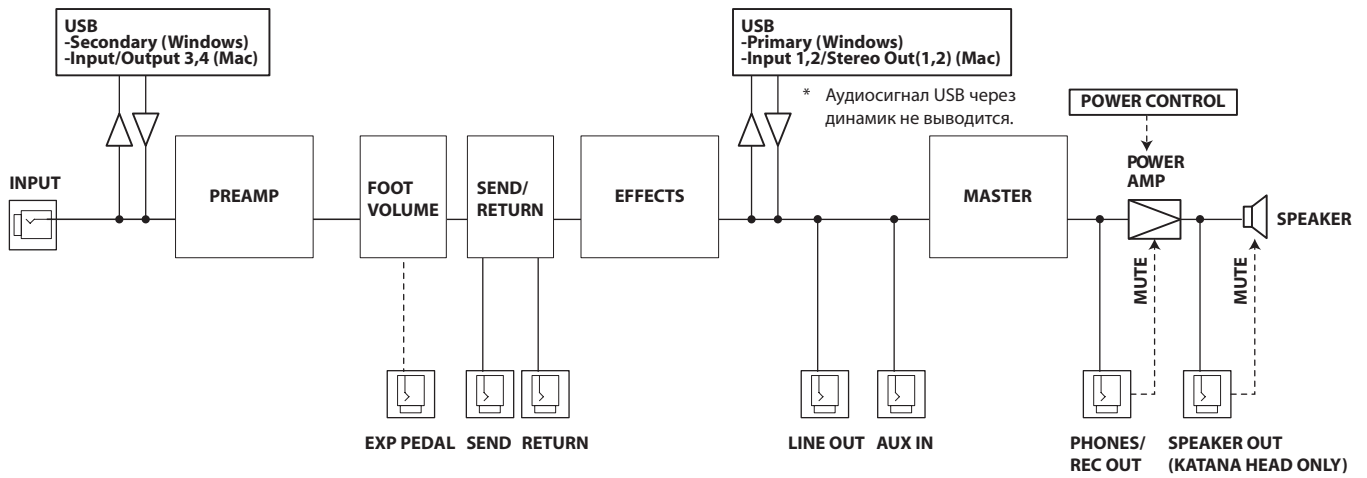 USB
-Secondary (Windows)
-Input/Output 3,4 (Mac)
USB
-Primary (Windows)
-Input 1,2/Stereo Out(1,2) (Mac)
* Аудиосигнал USB через
динамик не выводится.
POWER CONTROL
INPUT
PREAMP
FOOT
VOLUME
SEND/
RETURN
EFFECTS
MASTER
POWER
AMP
SPEAKER
MUTE
MUTE
EXP PEDAL
SEND
RETURN
LINE OUT
AUX IN
PHONES/
REC OUT
SPEAKER OUT
(KATANA HEAD ONLY)